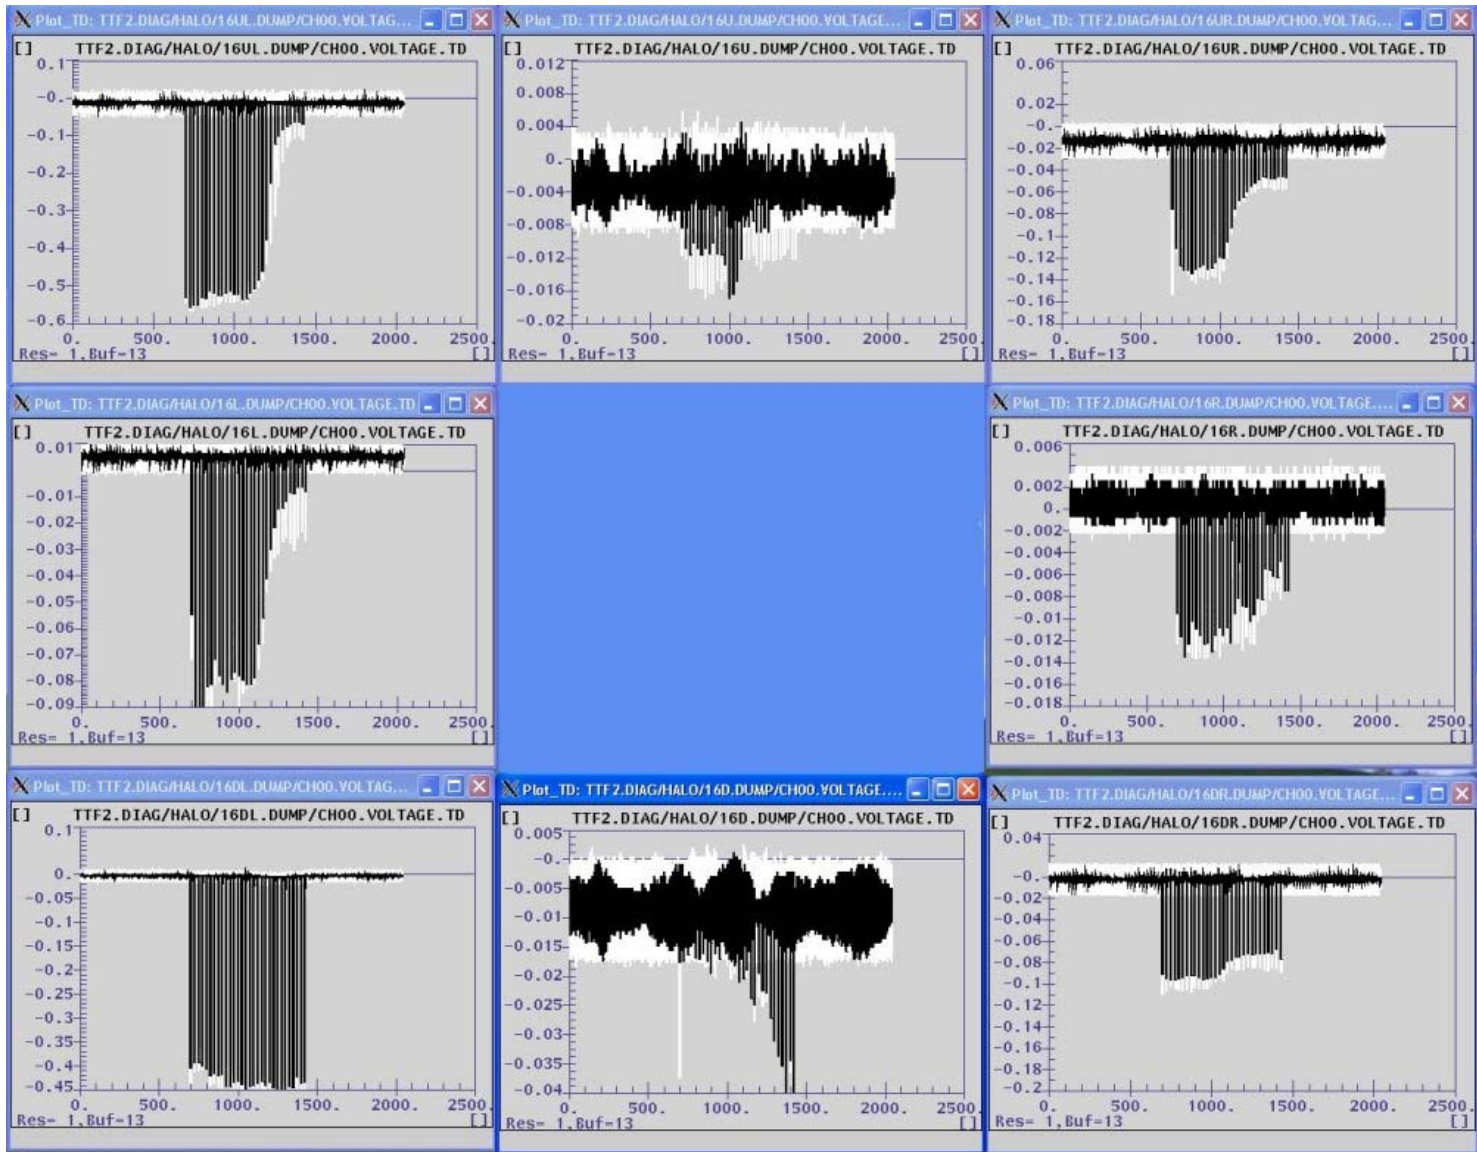 Plot_TD: TTF2.DIAG/HALO/16UL.DUMP/CH00.VOLTAG...
[] TTF2.DIAG/HALO/16UL.DUMP/CH00.VOLTAGE.TD
0.1
-0.
-0.1
-0.2
-0.3
-0.4
-0.5
-0.6
0. 500. 1000. 1500. 2000. 2500.
Res= 1,Buf=13 []
Plot_TD: TTF2.DIAG/HALO/16U.DUMP/CH00.VOLTAGE....
[] TTF2.DIAG/HALO/16U.DUMP/CH00.VOLTAGE.TD
0.012
0.008
0.004
0.
-0.004
-0.008
-0.012
-0.016
-0.02
0. 500. 1000. 1500. 2000. 2500.
Res= 1,Buf=13 []
Plot_TD: TTF2.DIAG/HALO/16UR.DUMP/CH00.VOLTAG...
[] TTF2.DIAG/HALO/16UR.DUMP/CH00.VOLTAGE.TD
0.06
0.02
-0.
-0.02
-0.04
-0.06
-0.08
-0.1
-0.12
-0.14
-0.16
-0.18
0. 500. 1000. 1500. 2000. 2500.
Res= 1,Buf=13 []
Plot_TD: TTF2.DIAG/HALO/16L.DUMP/CH00.VOLTAGE.TD
[] TTF2.DIAG/HALO/16L.DUMP/CH00.VOLTAGE.TD
0.01
-0.01
-0.02
-0.03
-0.04
-0.05
-0.06
-0.07
-0.08
-0.09
0. 500. 1000. 1500. 2000. 2500.
Res= 1,Buf=13 []
Plot_TD: TTF2.DIAG/HALO/16R.DUMP/CH00.VOLTAGE....
[] TTF2.DIAG/HALO/16R.DUMP/CH00.VOLTAGE.TD
0.006
0.002
0.
-0.002
-0.004
-0.006
-0.008
-0.01
-0.012
-0.014
-0.016
-0.018
0. 500. 1000. 1500. 2000. 2500.
Res= 1,Buf=13 []
Plot_TD: TTF2.DIAG/HALO/16DL.DUMP/CH00.VOLTAG...
[] TTF2.DIAG/HALO/16DL.DUMP/CH00.VOLTAGE.TD
0.1
0.
-0.05
-0.1
-0.15
-0.2
-0.25
-0.3
-0.35
-0.4
-0.45
0. 500. 1000. 1500. 2000. 2500.
Res= 1,Buf=13 []
Plot_TD: TTF2.DIAG/HALO/16D.DUMP/CH00.VOLTAGE....
[] TTF2.DIAG/HALO/16D.DUMP/CH00.VOLTAGE.TD
0.005
-0.
-0.005
-0.01
-0.015
-0.02
-0.025
-0.03
-0.035
-0.04
0. 500. 1000. 1500. 2000. 2500.
Res= 1,Buf=13 []
Plot_TD: TTF2.DIAG/HALO/16DR.DUMP/CH00.VOLTAG...
[] TTF2.DIAG/HALO/16DR.DUMP/CH00.VOLTAGE.TD
0.04
-0.
-0.02
-0.04
-0.06
-0.08
-0.1
-0.12
-0.14
-0.16
-0.18
-0.2
0. 500. 1000. 1500. 2000. 2500.
Res= 1,Buf=13 []